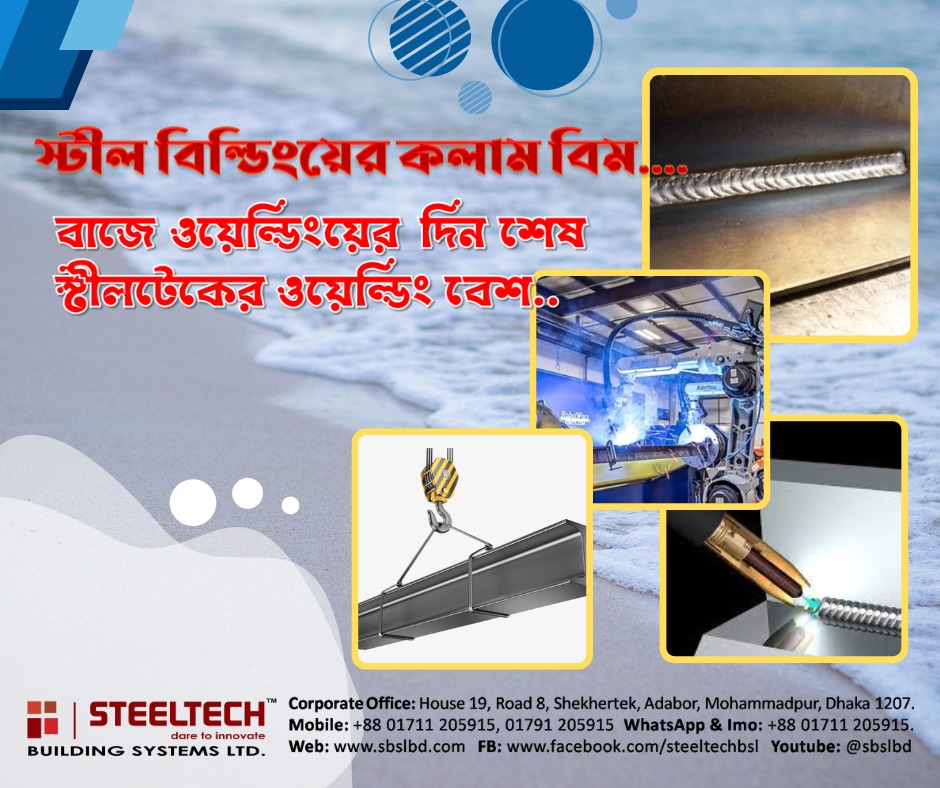 স্টীল বিল্ডিংয়ের কলাম বিম....
বাজে ওয়েল্ডিংয়ের দিন শেষ
স্টীলটেকের ওয়েল্ডিং বেশ..
STEELTECH™
dare to innovate
BUILDING SYSTEMS LTD.
Corporate Office: House 19, Road 8, Shekhertek, Adabor, Mohammadpur, Dhaka 1207.
Mobile: +88 01711 205915, 01791 205915 WhatsApp & Imo: +88 01711 205915.
Web: www.sbslbd.com FB: www.facebook.com/steeltechbsl Youtube: @sbslbd